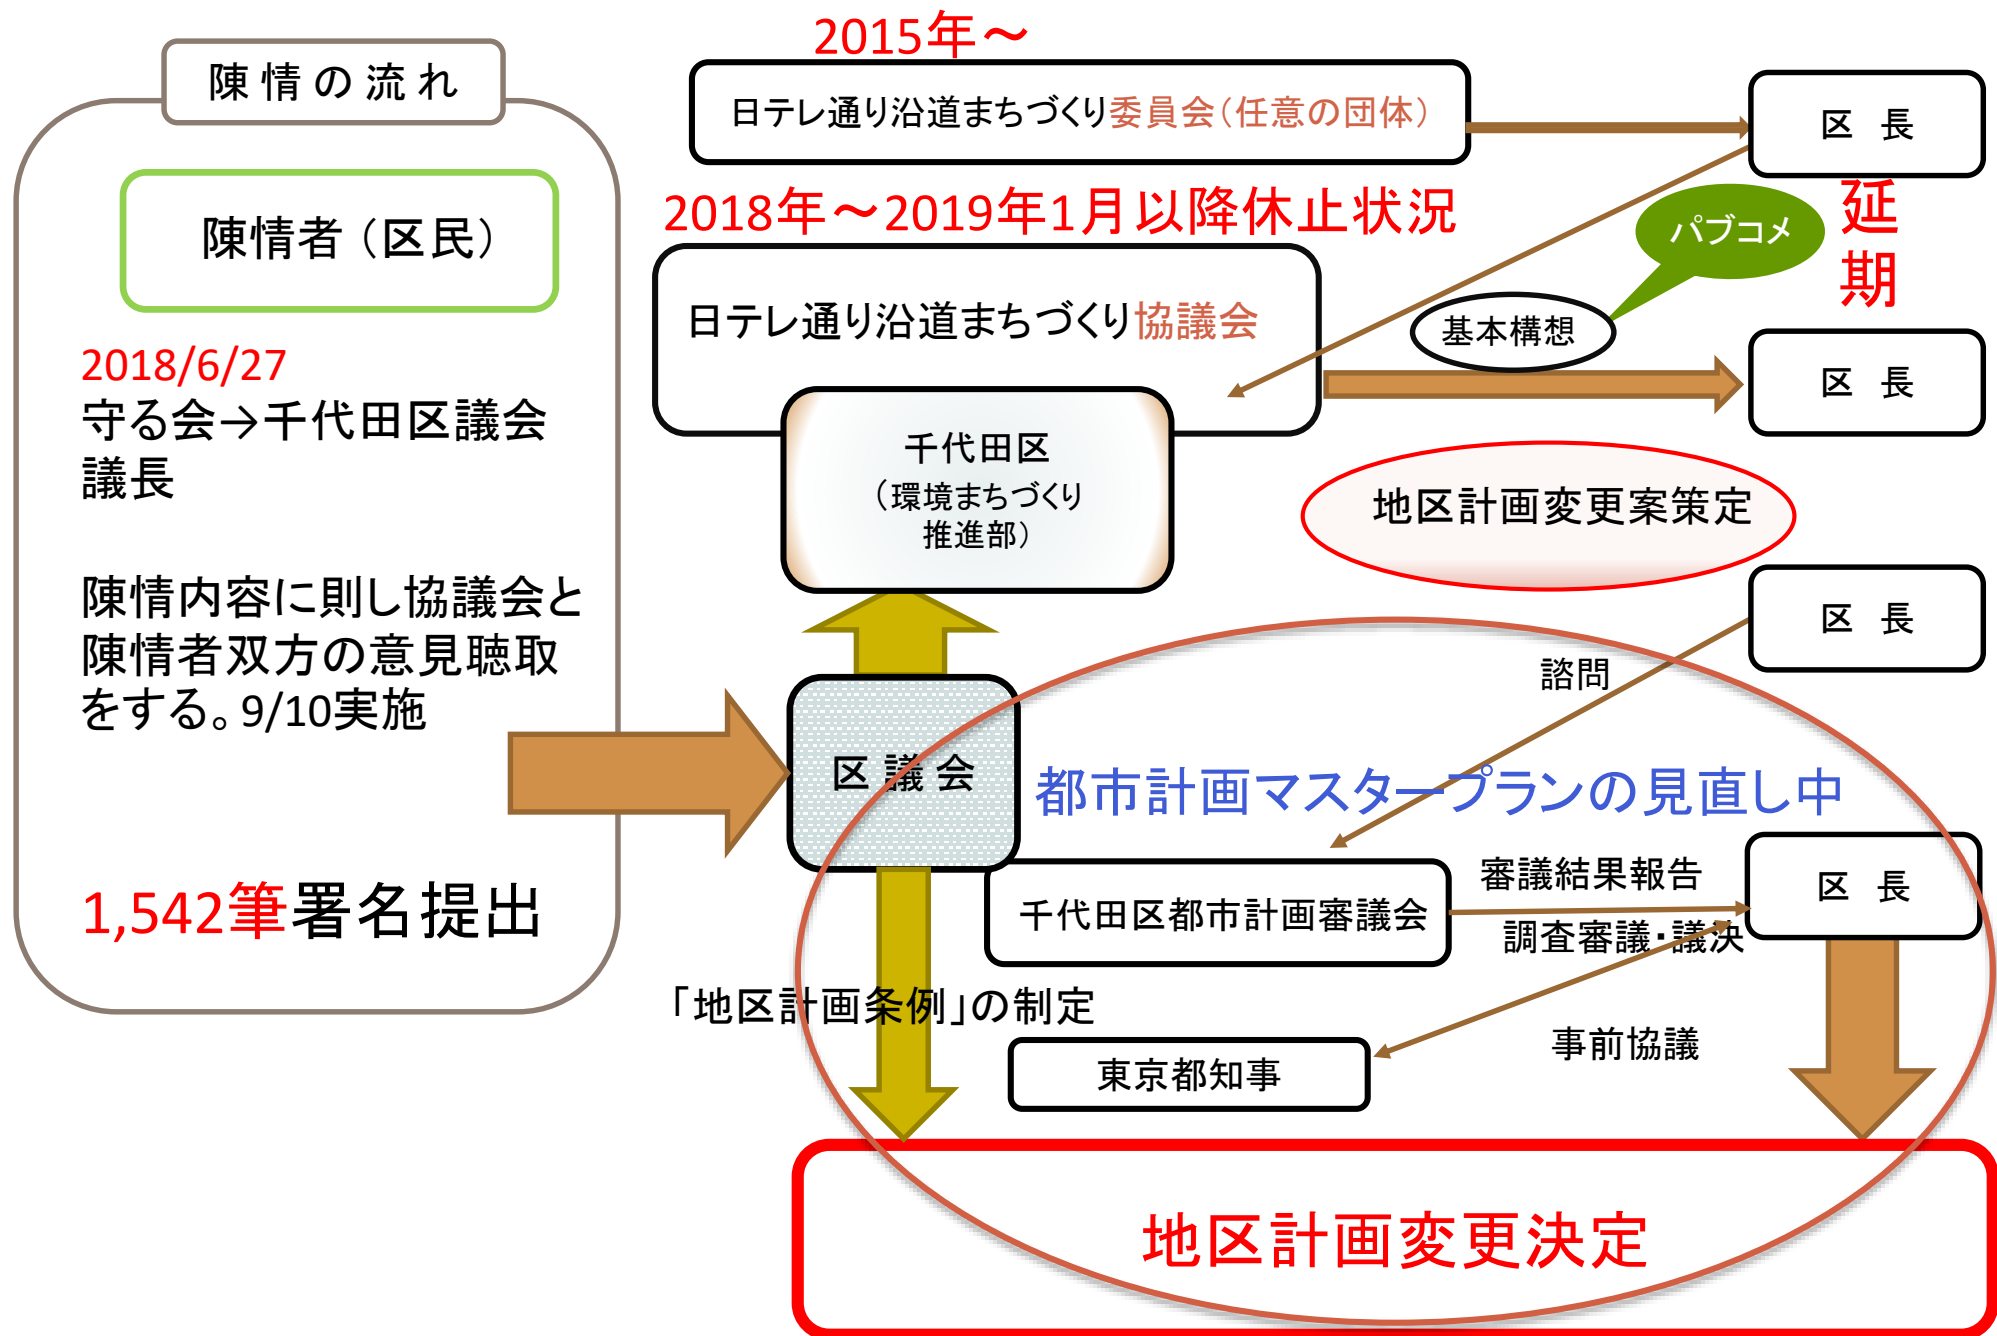 陳情の流れ
陳情者（区民）
2018/6/27
守る会→千代田区議会
議長
陳情内容に則し協議会と
陳情者双方の意見聴取
をする。9/10実施
1,542筆署名提出
2015年～
日テレ通り沿道まちづくり委員会（任意の団体）
区　長
2018年～2019年1月以降休止状況
パブコメ
延
期
日テレ通り沿道まちづくり協議会
基本構想
区　長
千代田区
（環境まちづくり
推進部）
地区計画変更案策定
区　長
諮問
区議会
都市計画マスタープランの見直し中
千代田区都市計画審議会
審議結果報告
調査審議・議決
区　長
「地区計画条例」の制定
事前協議
東京都知事
地区計画変更決定